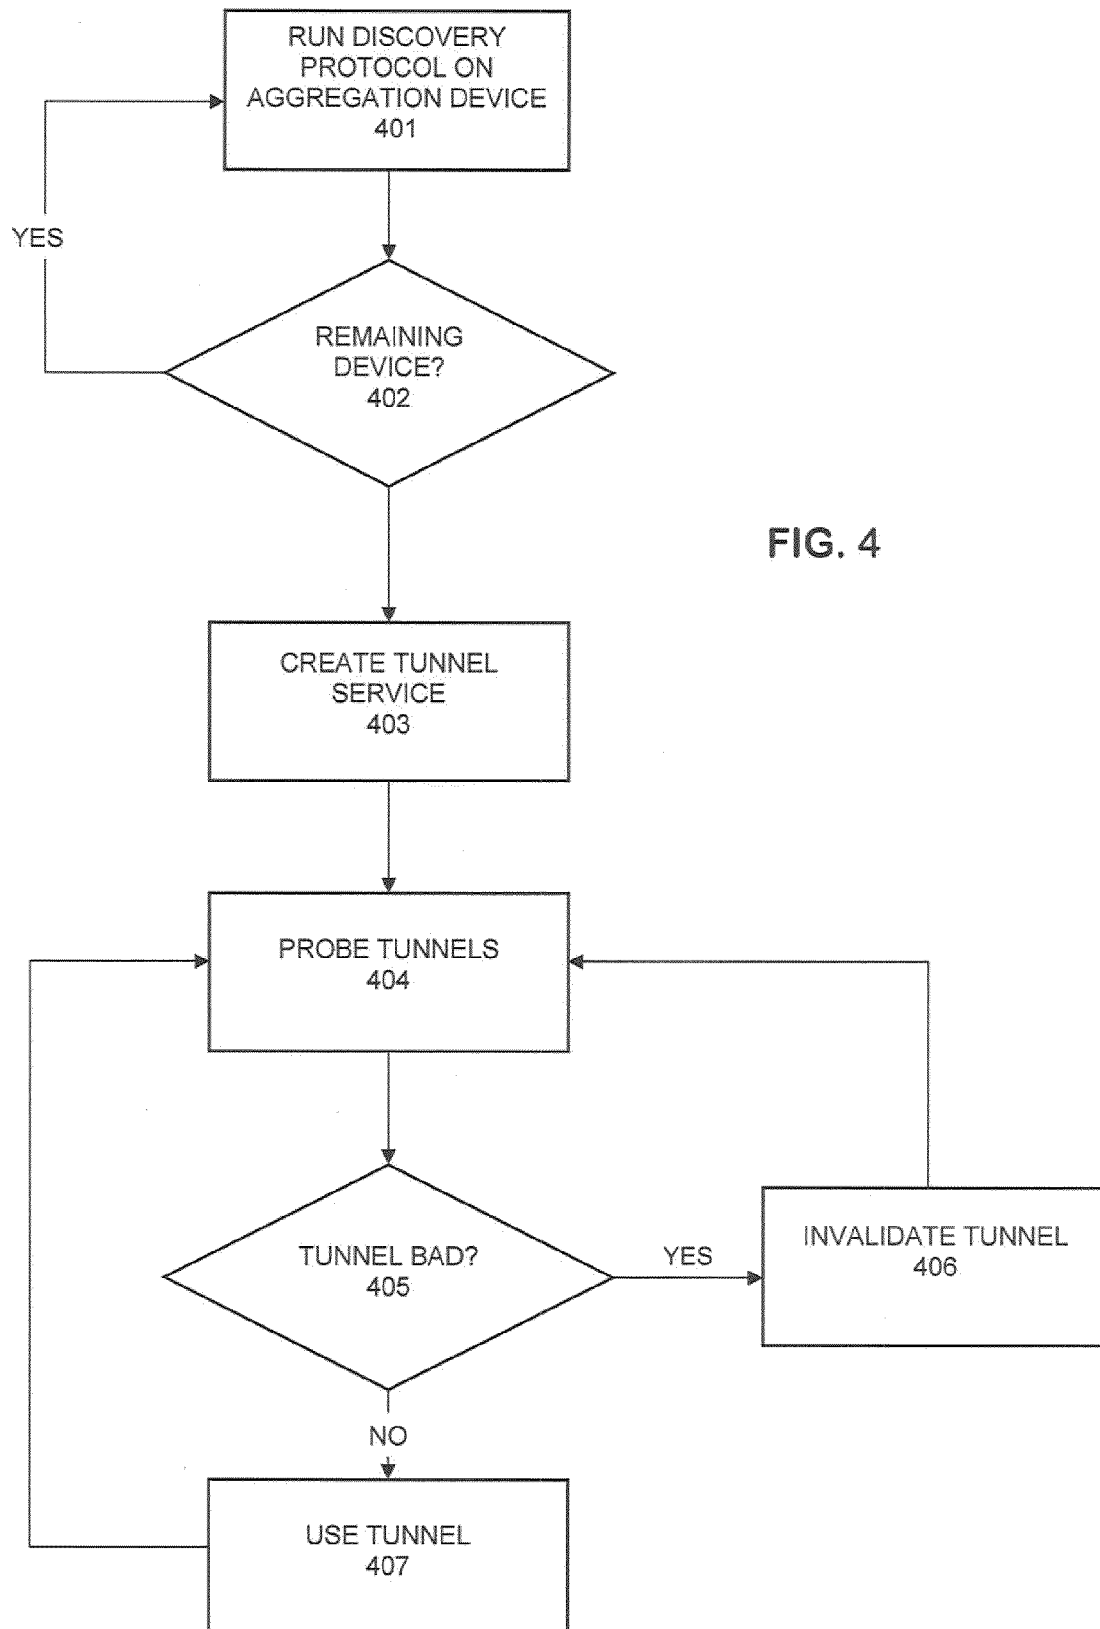 RUN DISCOVERY
PROTOCOL ON
AGGREGATION DEVICE
401
YES
REMAINING
DEVICE?
402
FIG. 4
CREATE TUNNEL
SERVICE
403
PROBE TUNNELS
404
TUNNEL BAD?
405
YES
INVALIDATE TUNNEL
406
NO
USE TUNNEL
407